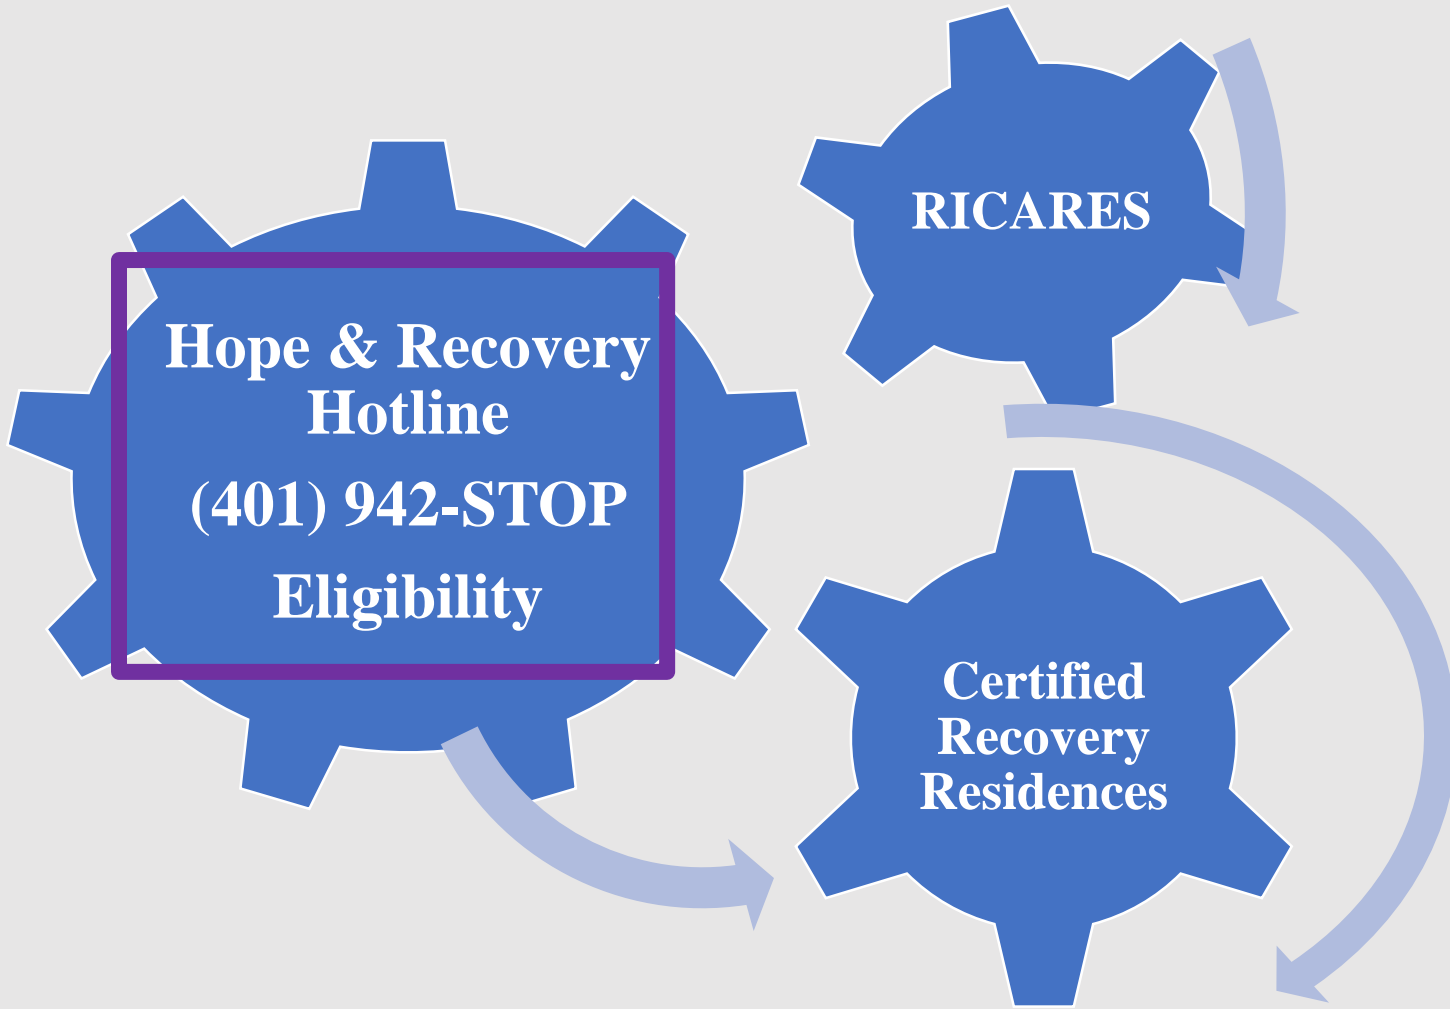 Hope & Recovery
Hotline
(401) 942-STOP
Eligibility
RICARES
Certified
Recovery
Residences